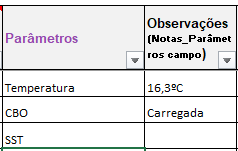 Parâmetros Observações
(Notas_Parâmet
ros campo)
Temperatura 16,3ºC
CBO Carregada
SST